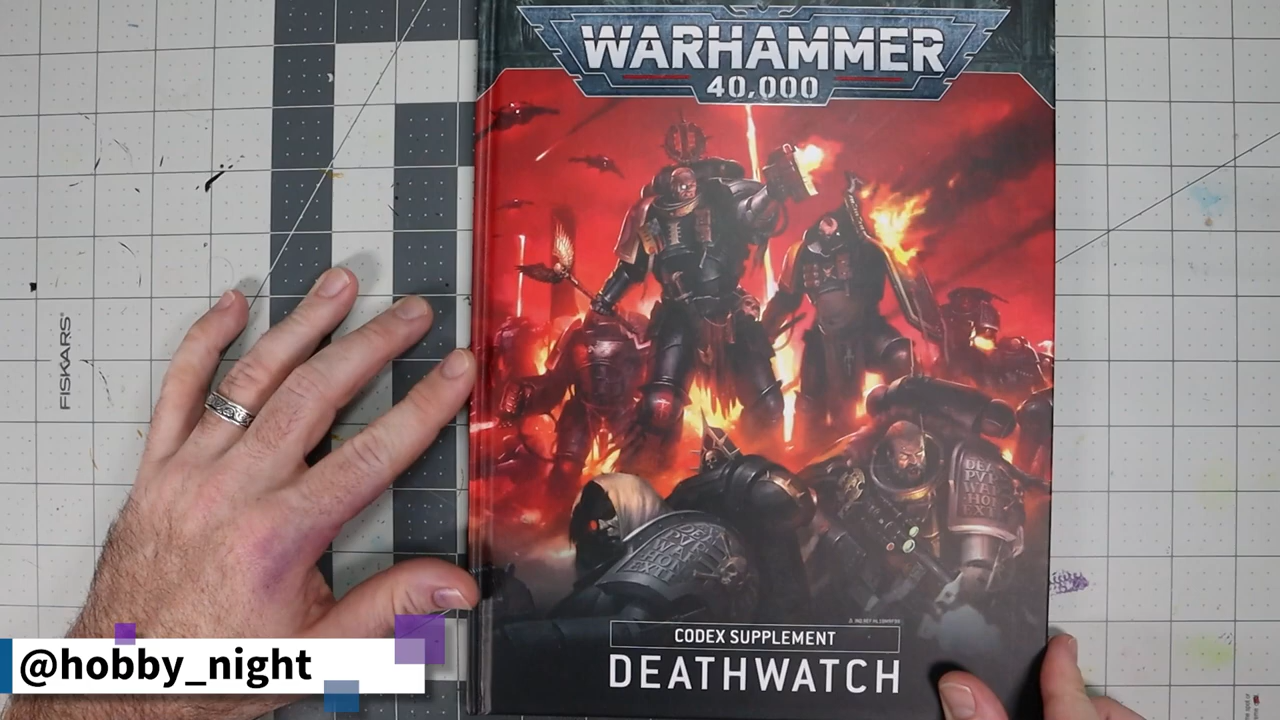 WARHAMMER
40,000
FISKARS®
CODEX SUPPLEMENT
DEATHWATCH
@hobby_night